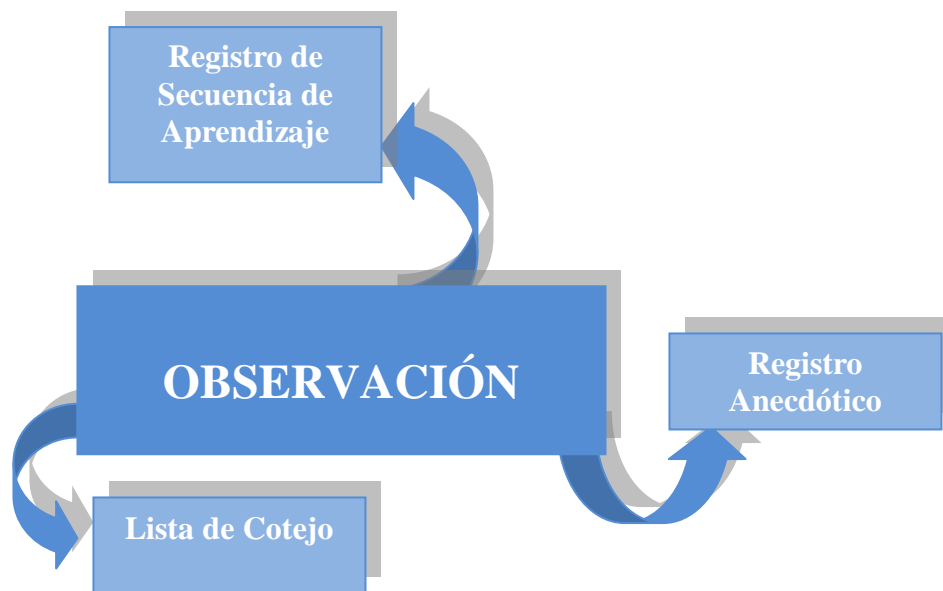 Registro de
Secuencia de
Aprendizaje
OBSERVACIÓN
Registro
Anecdótico
Lista de Cotejo